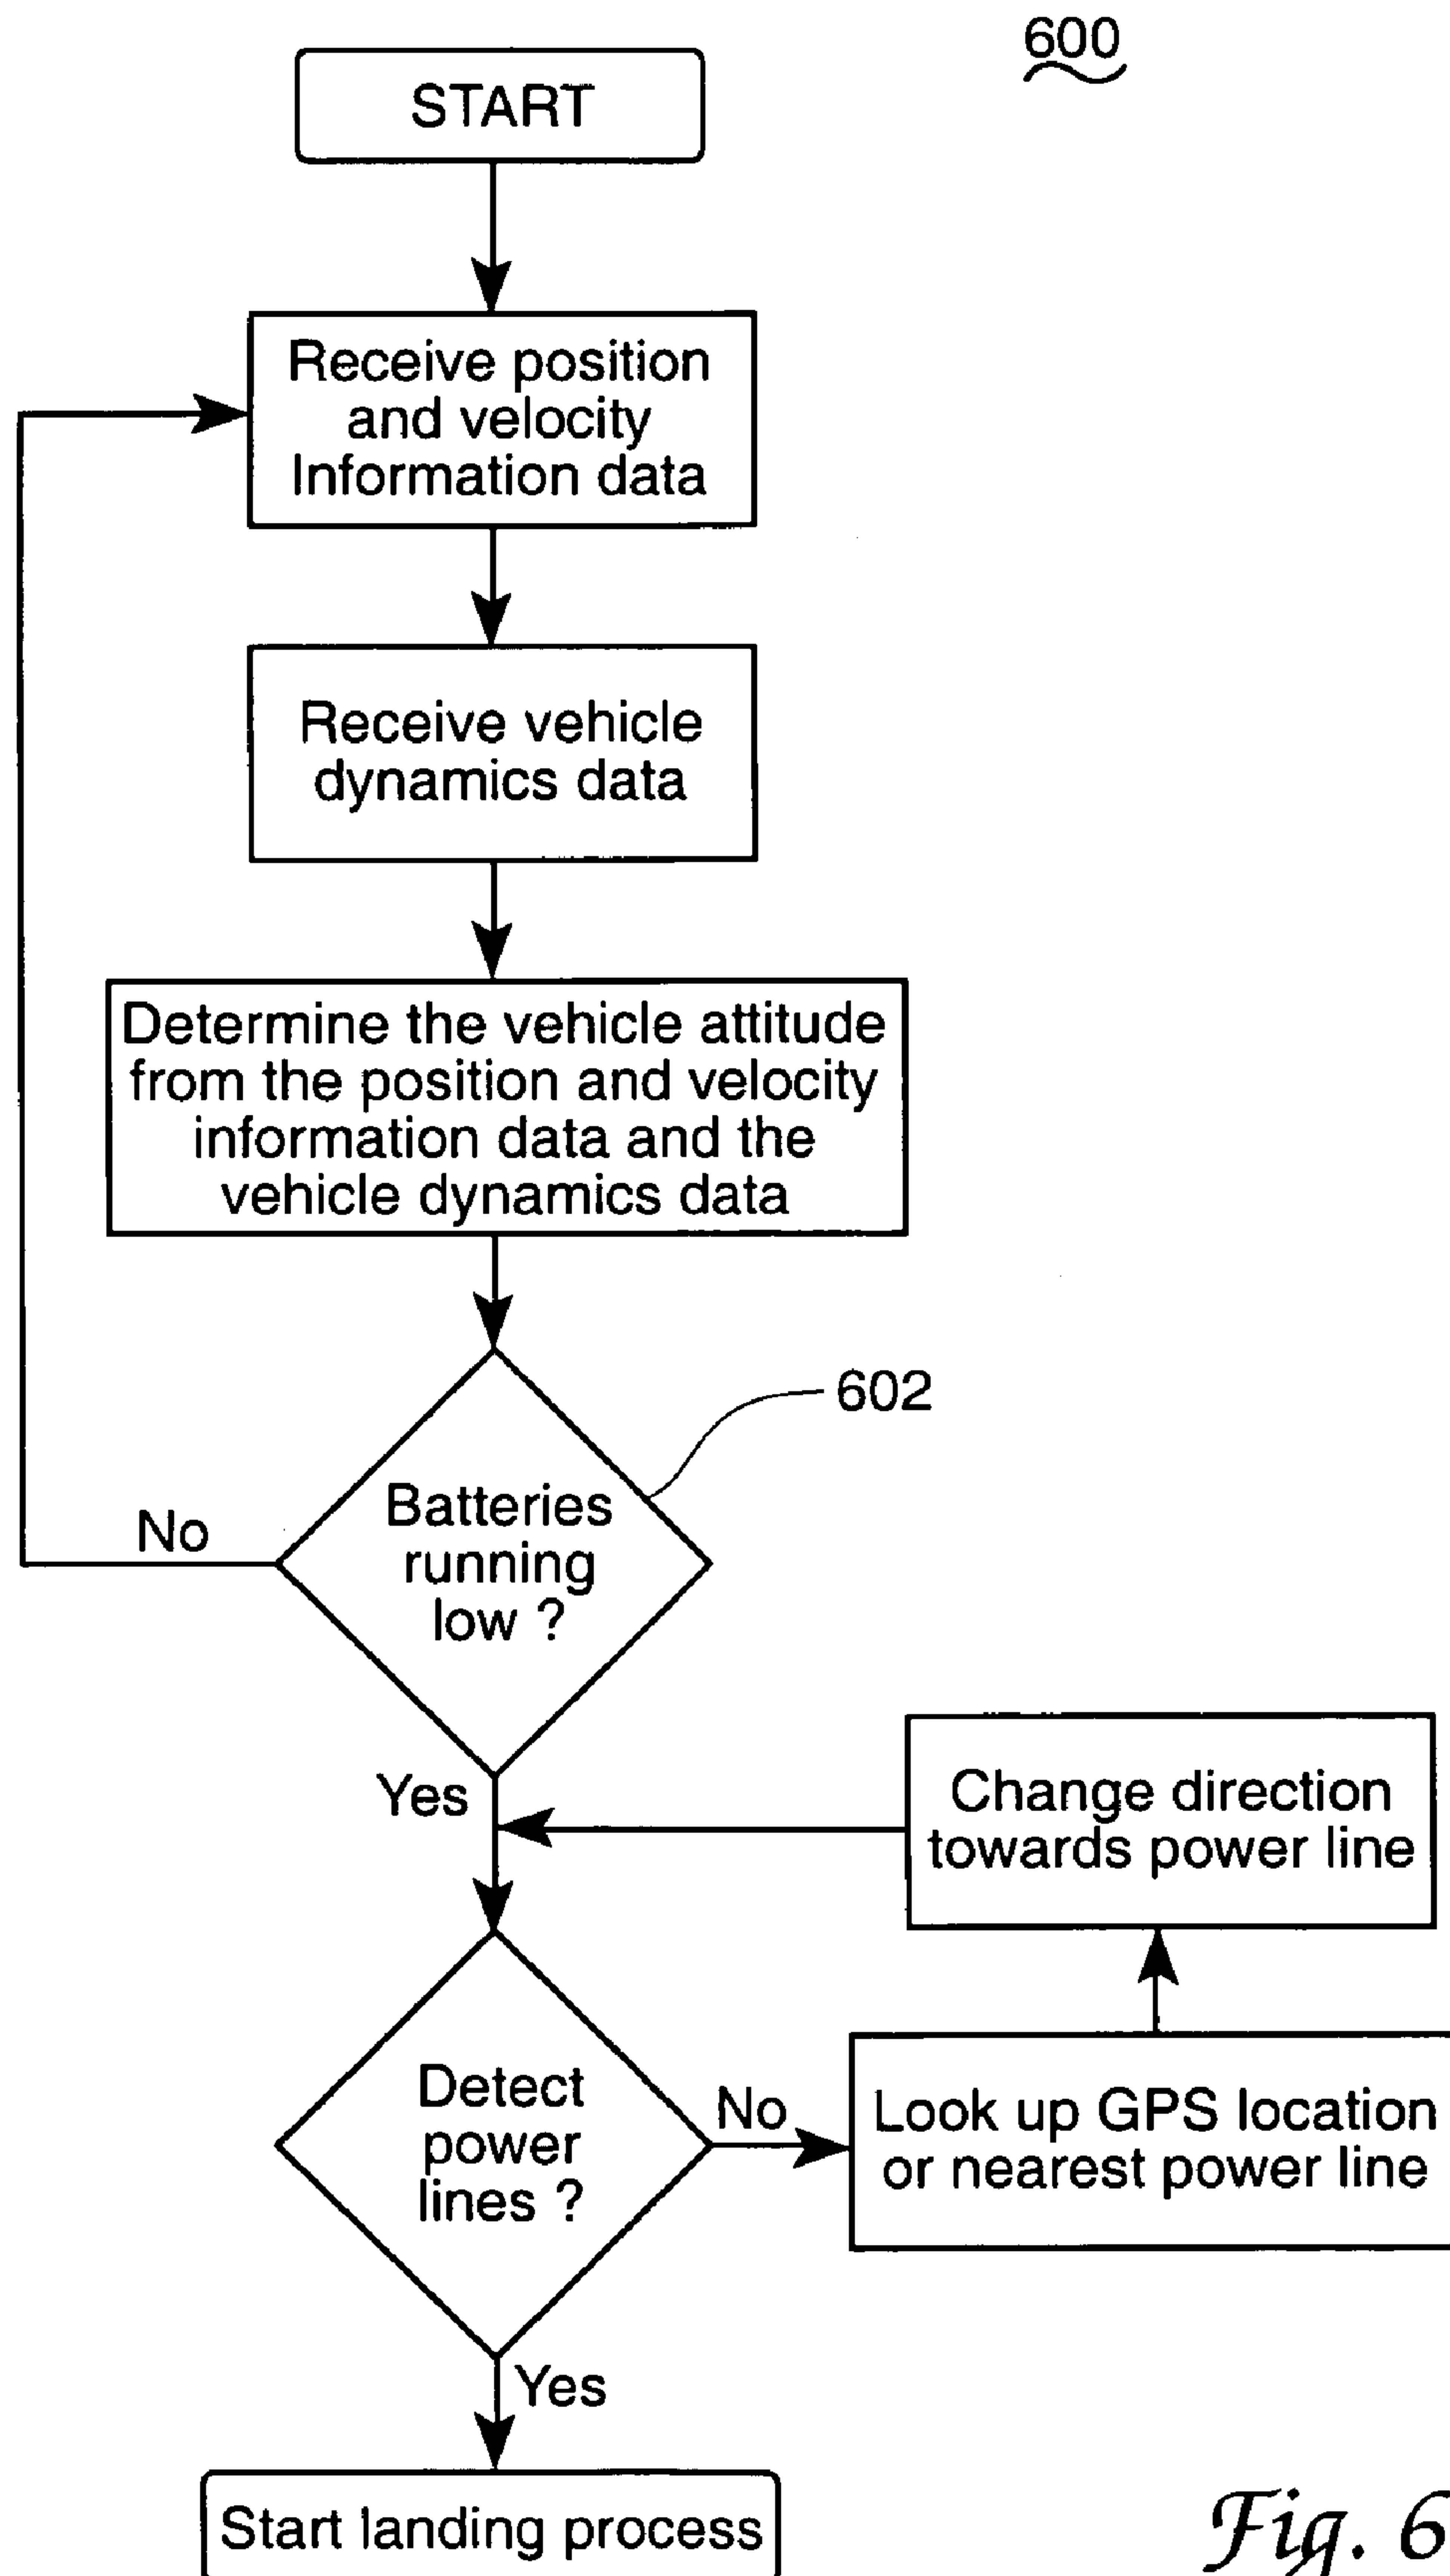 600
START
Receive position
and velocity
Information data
Receive vehicle
dynamics data
Determine the vehicle attitude
from the position and velocity
information data and the
vehicle dynamics data
602
Batteries
running
low ?
No
Yes
Change direction
towards power line
Detect
power
lines ?
No
Look up GPS location
or nearest power line
Yes
Start landing process
Fig. 6